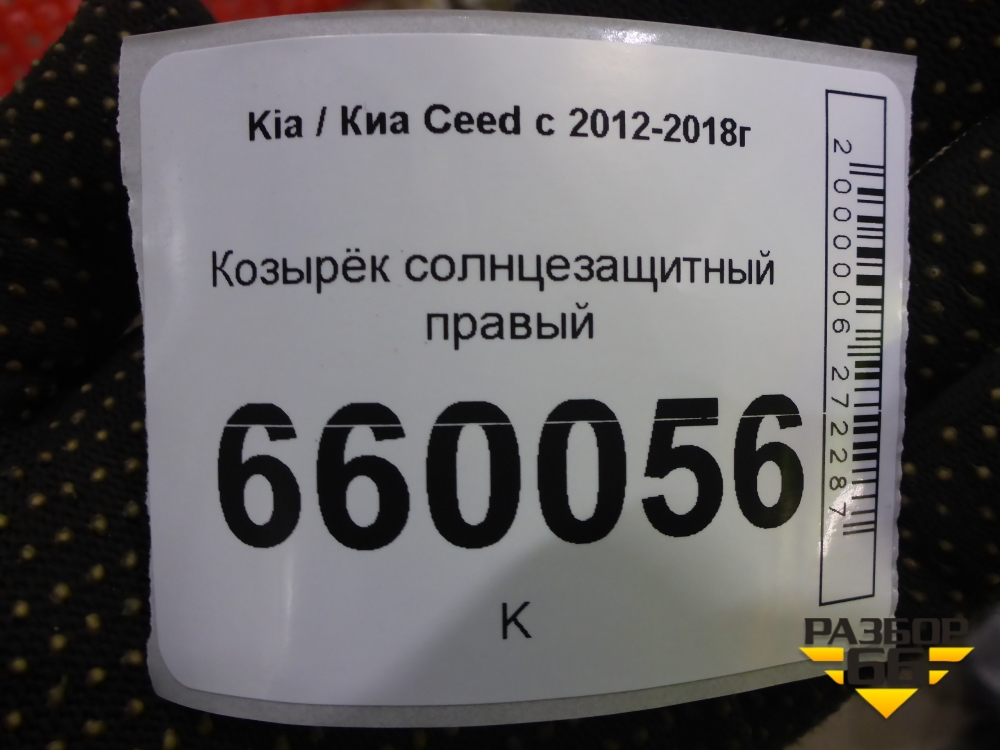 Kia / Киа Ceed с 2012-2018г
Козырёк солнцезащитный
правый
660056
К
2000006272287
РАЗБОР
66